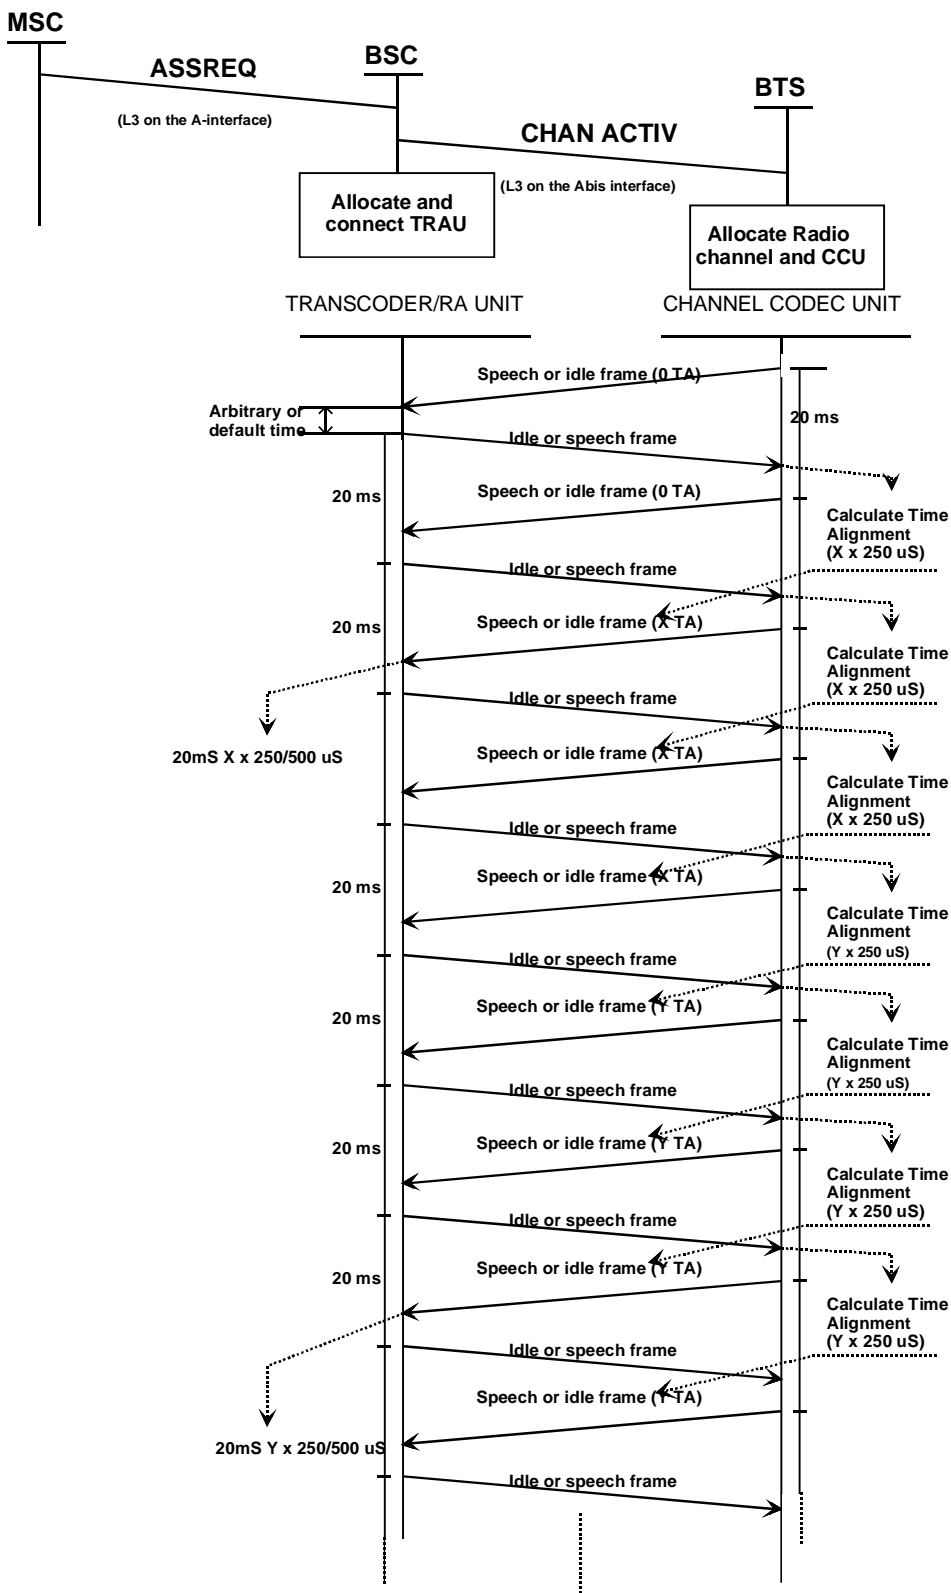 MSC
BSC
ASSREQ
BTS
(L3 on the A-interface)
CHAN ACTIV
(L3 on the Abis interface)
Allocate and
connect TRAU
Allocate Radio
channel and CCU
TRANSCODER/RA UNIT
CHANNEL CODEC UNIT
Speech or idle frame (0 TA)
Arbitrary or
default time
20 ms
Idle or speech frame
20 ms
Speech or idle frame (0 TA)
Calculate Time
Alignment
(X x 250 uS)
Idle or speech frame
20 ms
Speech or idle frame (X TA)
Calculate Time
Alignment
(X x 250 uS)
Idle or speech frame
20mS X x 250/500 uS
Speech or idle frame (X TA)
Calculate Time
Alignment
(X x 250 uS)
Idle or speech frame
20 ms
Speech or idle frame (X TA)
Calculate Time
Alignment
(Y x 250 uS)
Idle or speech frame
20 ms
Speech or idle frame (Y TA)
Calculate Time
Alignment
(Y x 250 uS)
Idle or speech frame
20 ms
Speech or idle frame (Y TA)
Calculate Time
Alignment
(Y x 250 uS)
Idle or speech frame
20 ms
Speech or idle frame (Y TA)
Calculate Time
Alignment
(Y x 250 uS)
Idle or speech frame
Speech or idle frame (Y TA)
20mS Y x 250/500 uS
Idle or speech frame